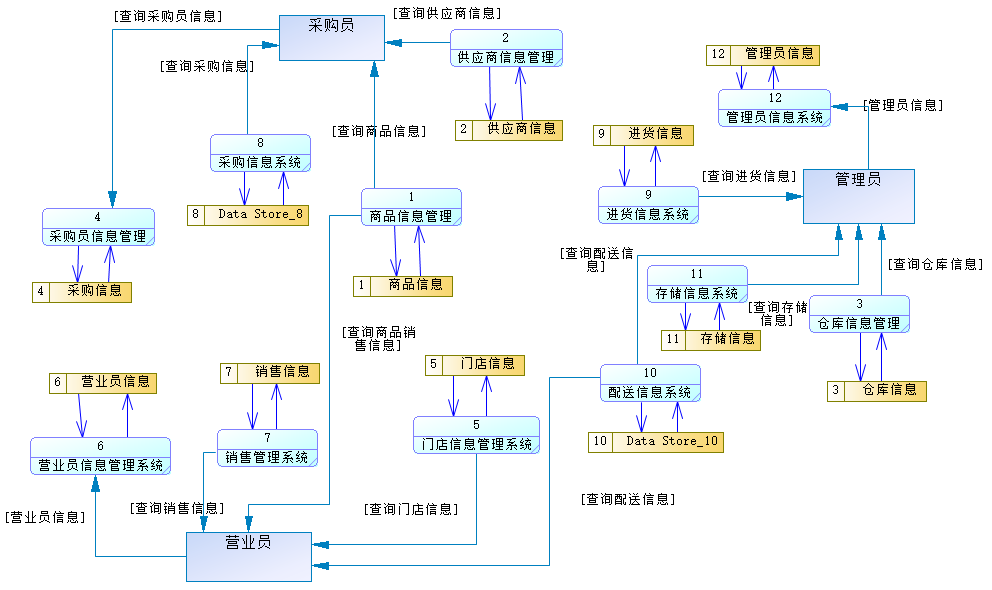 [查询采购员信息]
采购员
[查询供应商信息]
2
供应商信息管理
[查询采购信息]
12 管理员信息
12
管理员信息系统
[管理员信息]
[查询商品信息]
2 供应商信息
9 进货信息
8
采购信息系统
[查询进货信息]
管理员
9
进货信息系统
8 Data Store_8
1
商品信息管理
4
采购员信息管理
[查询配送信
息]
11
存储信息系统
[查询仓库信息]
4 采购信息
1 商品信息
[查询存储
信息]
3
仓库信息管理
[查询商品销
售信息]
11 存储信息
6 营业员信息
7 销售信息
5 门店信息
10
配送信息系统
3 仓库信息
6
营业员信息管理系统
7
销售管理系统
5
门店信息管理系统
10 Data Store_10
[营业员信息]
[查询销售信息]
[查询门店信息]
[查询配送信息]
营业员